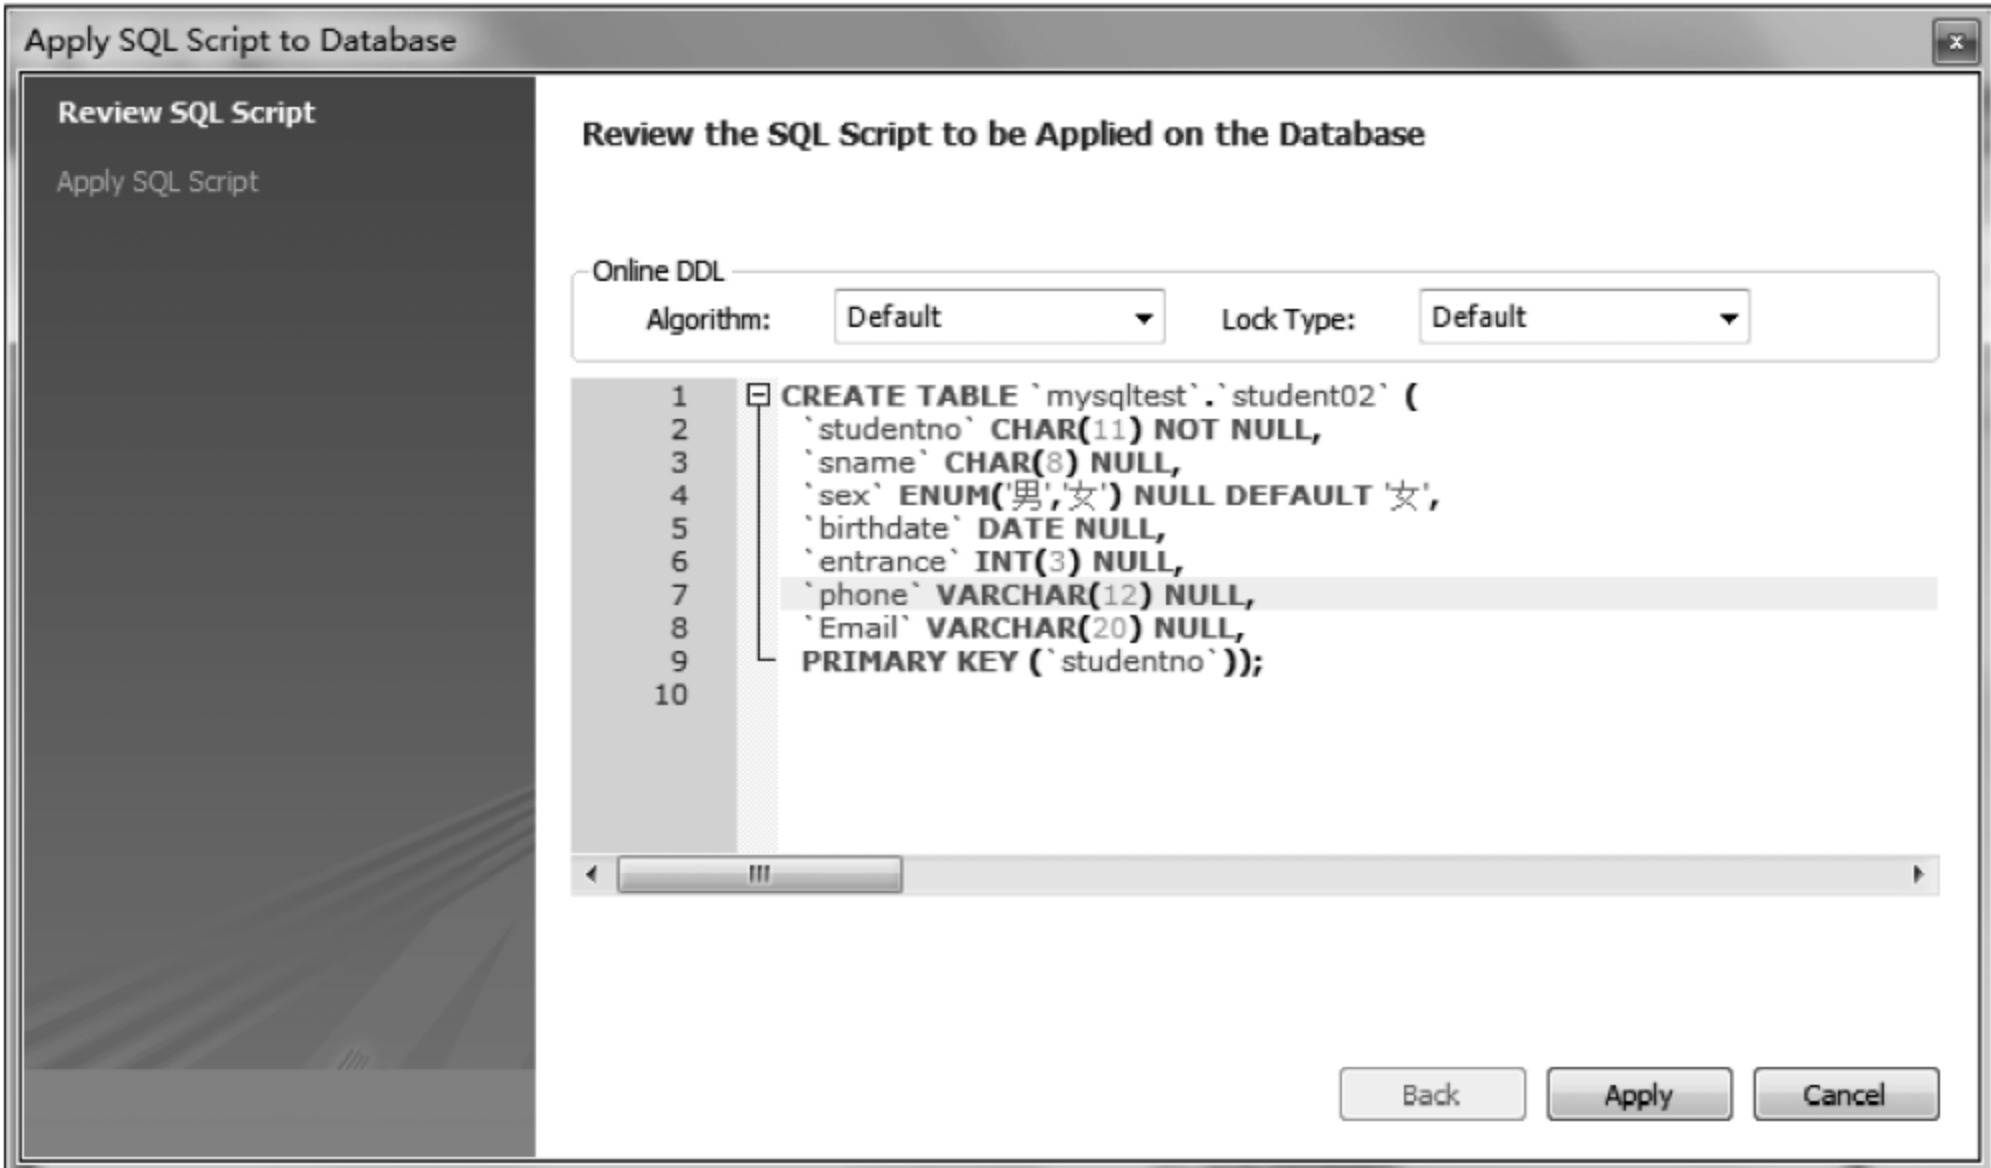 Apply SQL Script to Database
Review SQL Script
Apply SQL Script
Review the SQL Script to be Applied on the Database
Online DDL
Algorithm: Default Lock Type: Default
1 CREATE TABLE `mysqltest`.`student02` (
2 `studentno` CHAR(11) NOT NULL,
3 `sname` CHAR(8) NULL,
4 `sex` ENUM('男','女') NULL DEFAULT '女',
5 `birthdate` DATE NULL,
6 `entrance` INT(3) NULL,
7 `phone` VARCHAR(12) NULL,
8 `Email` VARCHAR(20) NULL,
9 PRIMARY KEY (`studentno`));
10
Back Apply Cancel